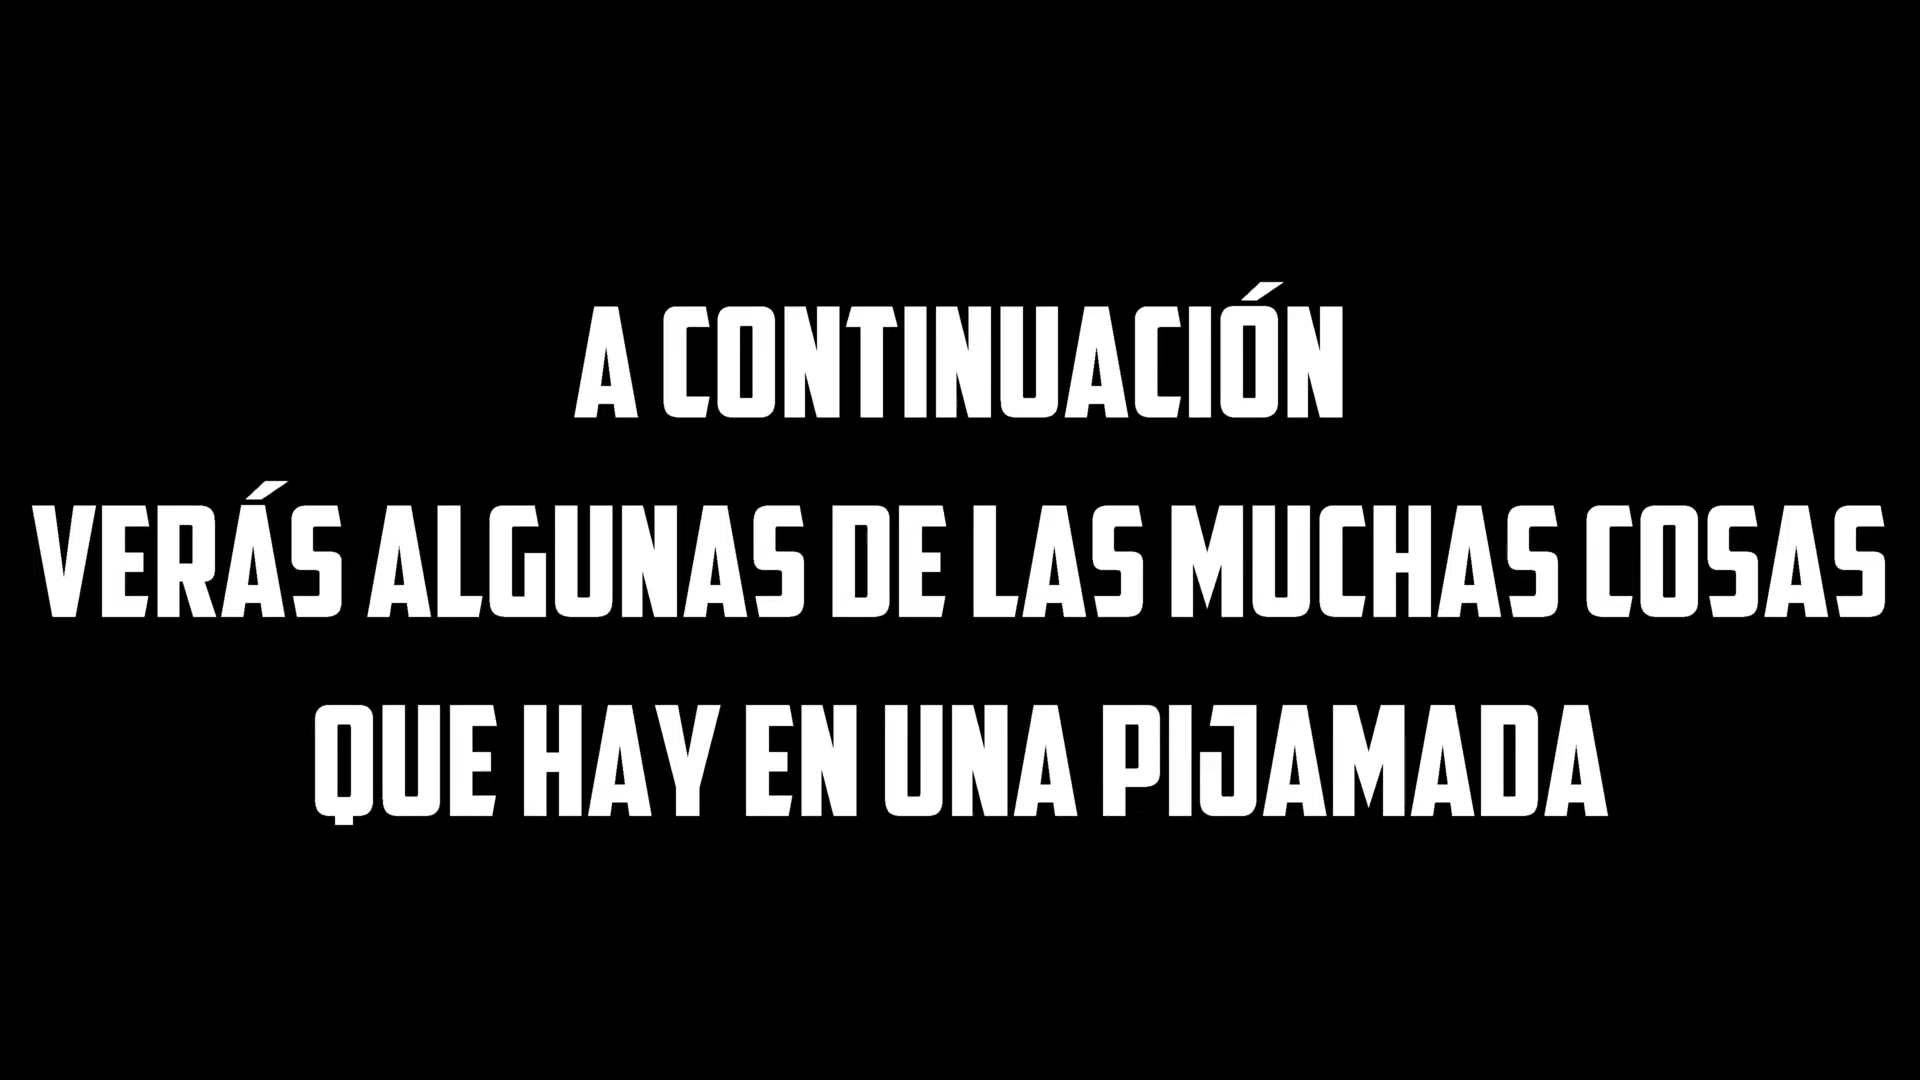 A CONTINUACIÓN
VERÁS ALGUNAS DE LAS MUCHAS COSAS
QUE HAY EN UNA PIJAMADA